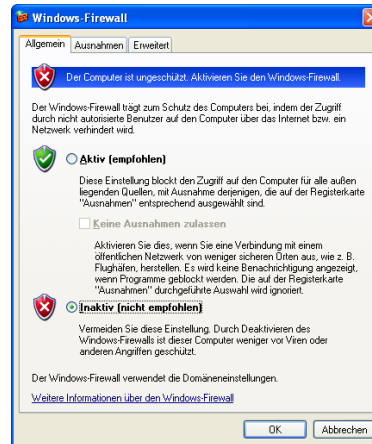 Windows-Firewall
Allgemein Ausnahmen Erweitert
Der Computer ist ungeschützt. Aktivieren Sie den Windows-Firewall.
Der Windows-Firewall trägt zum Schutz des Computers bei, indem der Zugriff
durch nicht autorisierte Benutzer auf den Computer über das Internet bzw. ein
Netzwerk verhindert wird.
Aktiv (empfohlen)
Diese Einstellung blockt den Zugriff auf den Computer für alle außen
liegenden Quellen, mit Ausnahme derjenigen, die auf der Registerkarte
"Ausnahmen" entsprechend ausgewählt sind.
Keine Ausnahmen zulassen
Aktivieren Sie dies, wenn Sie eine Verbindung mit einem
öffentlichen Netzwerk von weniger sicheren Orten aus, wie z. B.
Flughäfen, herstellen. Es wird keine Benachrichtigung angezeigt,
wenn Programme geblockt werden. Die auf der Registerkarte
"Ausnahmen" durchgeführte Auswahl wird ignoriert.
Inaktiv (nicht empfohlen)
Vermeiden Sie diese Einstellung. Durch Deaktivieren des
Windows-Firewalls ist dieser Computer weniger vor Viren oder
anderen Angriffen geschützt.
Der Windows-Firewall verwendet die Domäneneinstellungen.
Weitere Informationen über den Windows-Firewall
OK Abbrechen